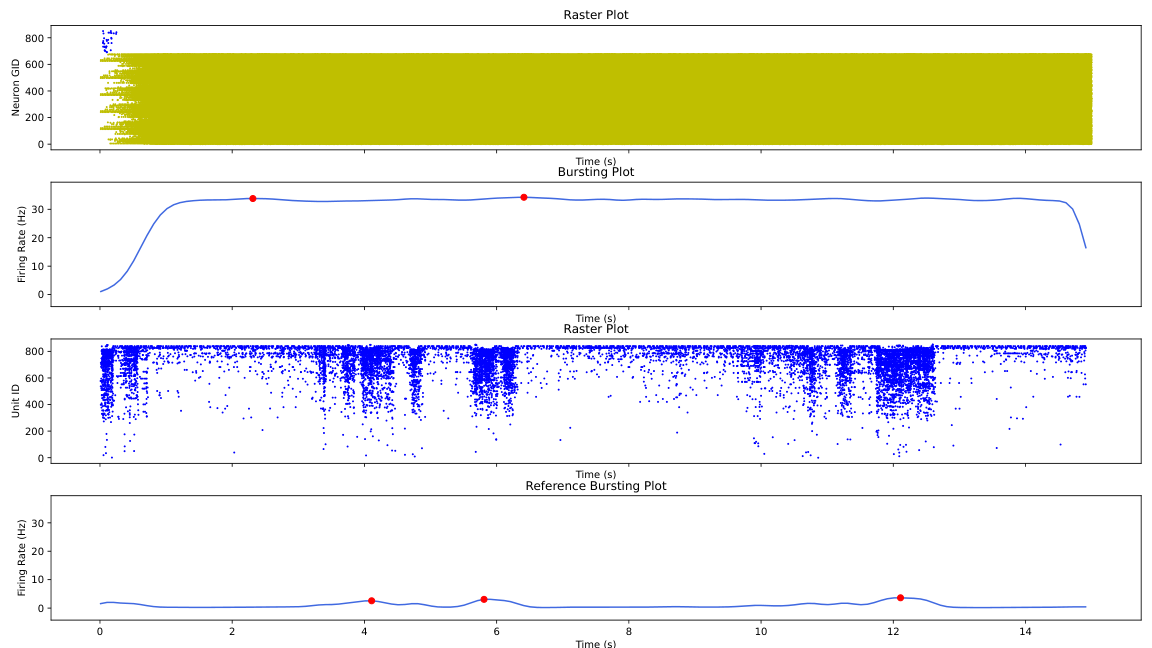 Raster Plot
Neuron GID
800
600
400
200
0
Time (s)
Bursting Plot
Firing Rate (Hz)
30
20
10
0
Time (s)
Raster Plot
Unit ID
800
600
400
200
0
Time (s)
Reference Bursting Plot
Firing Rate (Hz)
30
20
10
0
0 2 4 6 8 10 12 14
Time (s)